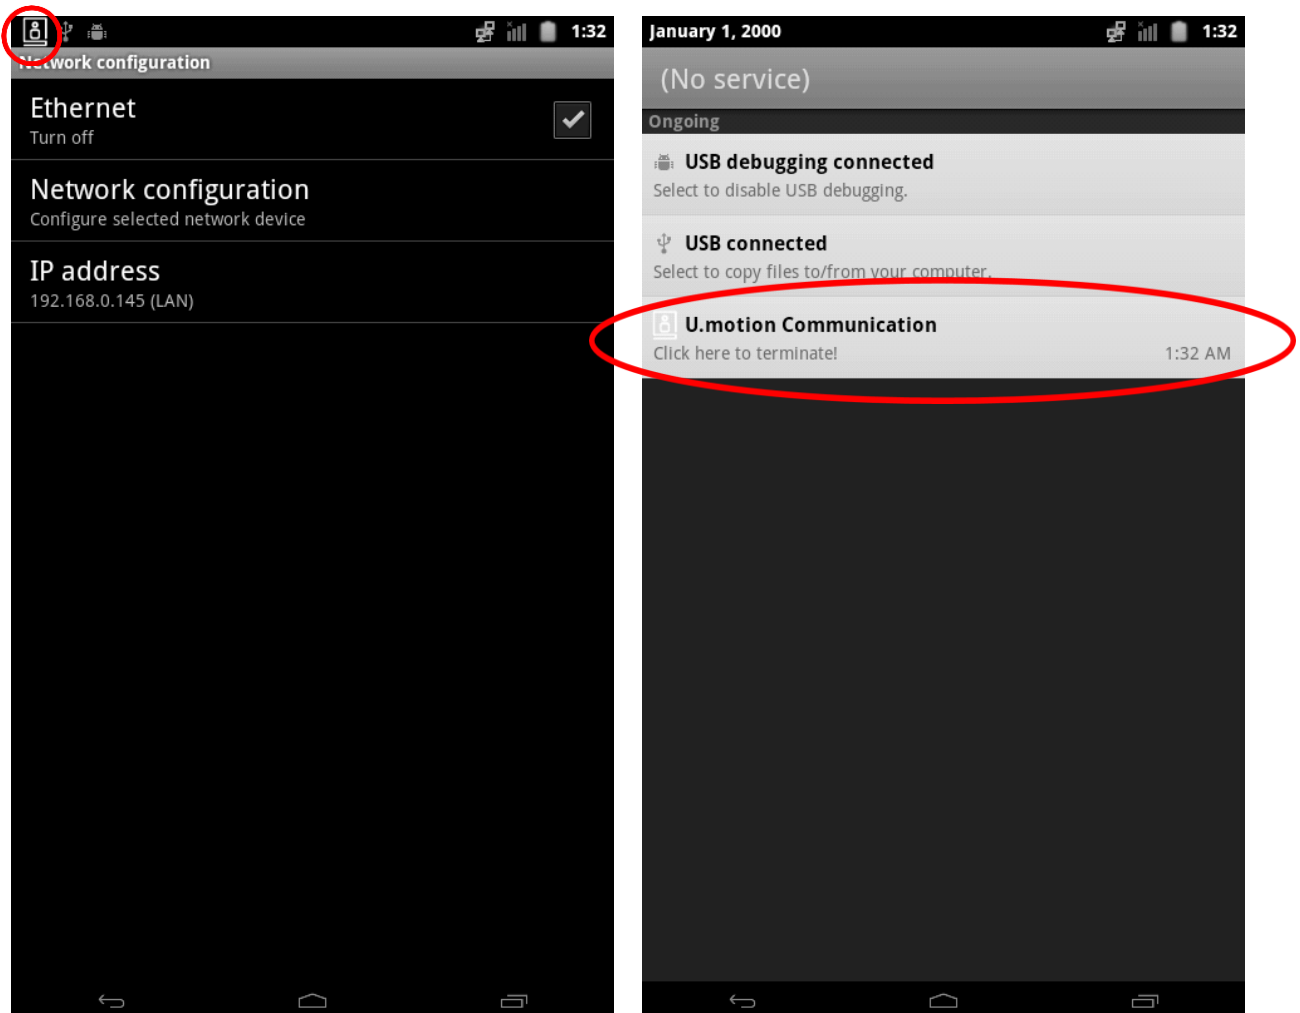 1:32
Network configuration
Ethernet
Turn off
Network configuration
Configure selected network device
IP address
192.168.0.145 (LAN)
January 1, 2000
1:32
(No service)
Ongoing
USB debugging connected
Select to disable USB debugging.
USB connected
Select to copy files to/from your computer.
U.motion Communication
Click here to terminate!
1:32 AM